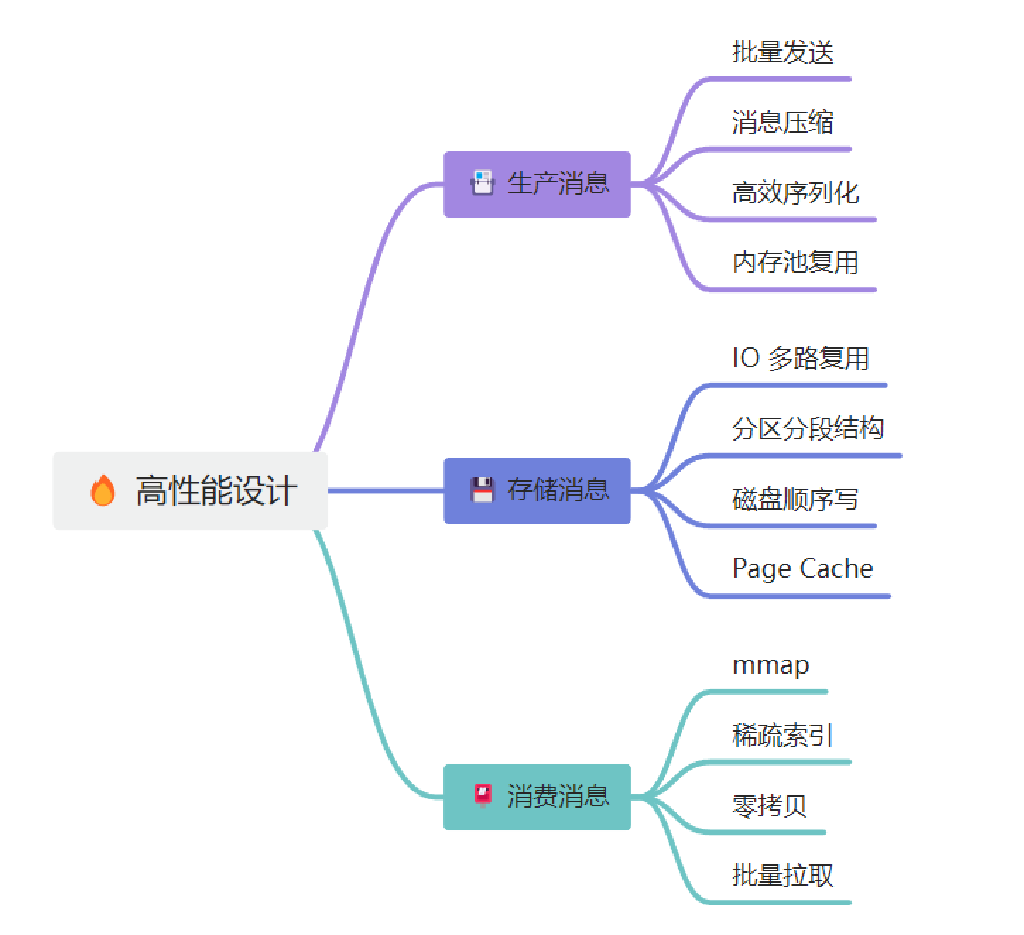 高性能设计
生产消息
批量发送
消息压缩
高效序列化
内存池复用
存储消息
IO 多路复用
分区分段结构
磁盘顺序写
Page Cache
消费消息
mmap
稀疏索引
零拷贝
批量拉取